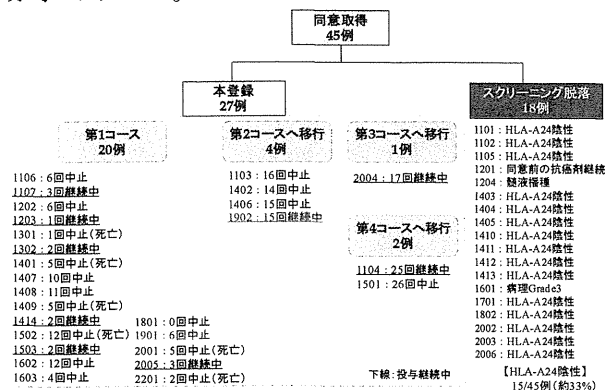 同意取得
45例
本登録
27例
スクリーニング脱落
18例
第1コース
20例
第2コースへ移行
4例
第3コースへ移行
1例
第4コースへ移行
2例
1106 : 6回中止
1107 : 3回継続中
1202 : 6回中止
1203 : 1回継続中
1301 : 1回中止(死亡)
1302 : 2回継続中
1401 : 5回中止(死亡)
1407 : 10回中止
1408 : 11回中止
1409 : 5回中止(死亡)
1414 : 2回継続中
1502 : 12回中止(死亡)
1503 : 2回継続中
1602 : 12回中止
1603 : 4回中止
1801 : 0回中止
1901 : 6回中止
2001 : 5回中止(死亡)
2005 : 3回継続中
2201 : 2回中止(死亡)
1103 : 16回中止
1402 : 14回中止
1406 : 15回中止
1902 : 15回継続中
2004 : 17回継続中
1104 : 25回継続中
1501 : 26回中止
下線:投与継続中
1101 : HLA-A24陰性
1102 : HLA-A24陰性
1105 : HLA-A24陰性
1201 : 同意前の抗癌剤継続
1204 : 髄液播種
1403 : HLA-A24陰性
1404 : HLA-A24陰性
1405 : HLA-A24陰性
1410 : HLA-A24陰性
1411 : HLA-A24陰性
1412 : HLA-A24陰性
1413 : HLA-A24陰性
1601 : 病理Grade3
1701 : HLA-A24陰性
1802 : HLA-A24陰性
2002 : HLA-A24陰性
2003 : HLA-A24陰性
2006 : HLA-A24陰性
【HLA-A24陰性】
15/45例(約33%)